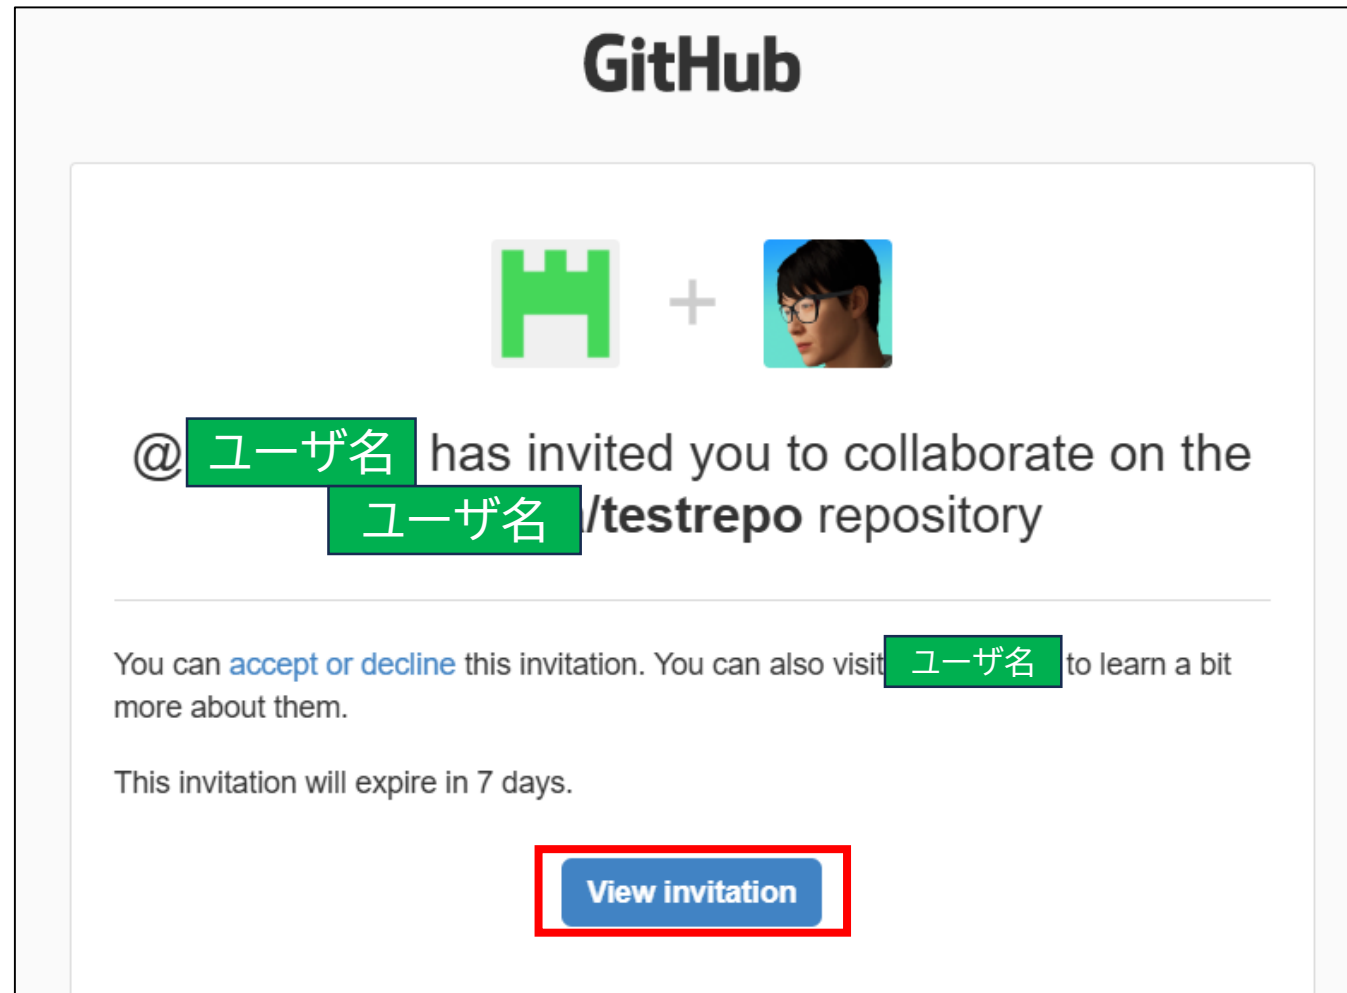 GitHub
@ ユーザ名 has invited you to collaborate on the
ユーザ名 /testrepo repository
You can accept or decline this invitation. You can also visit ユーザ名 to learn a bit
more about them.
This invitation will expire in 7 days.
View invitation